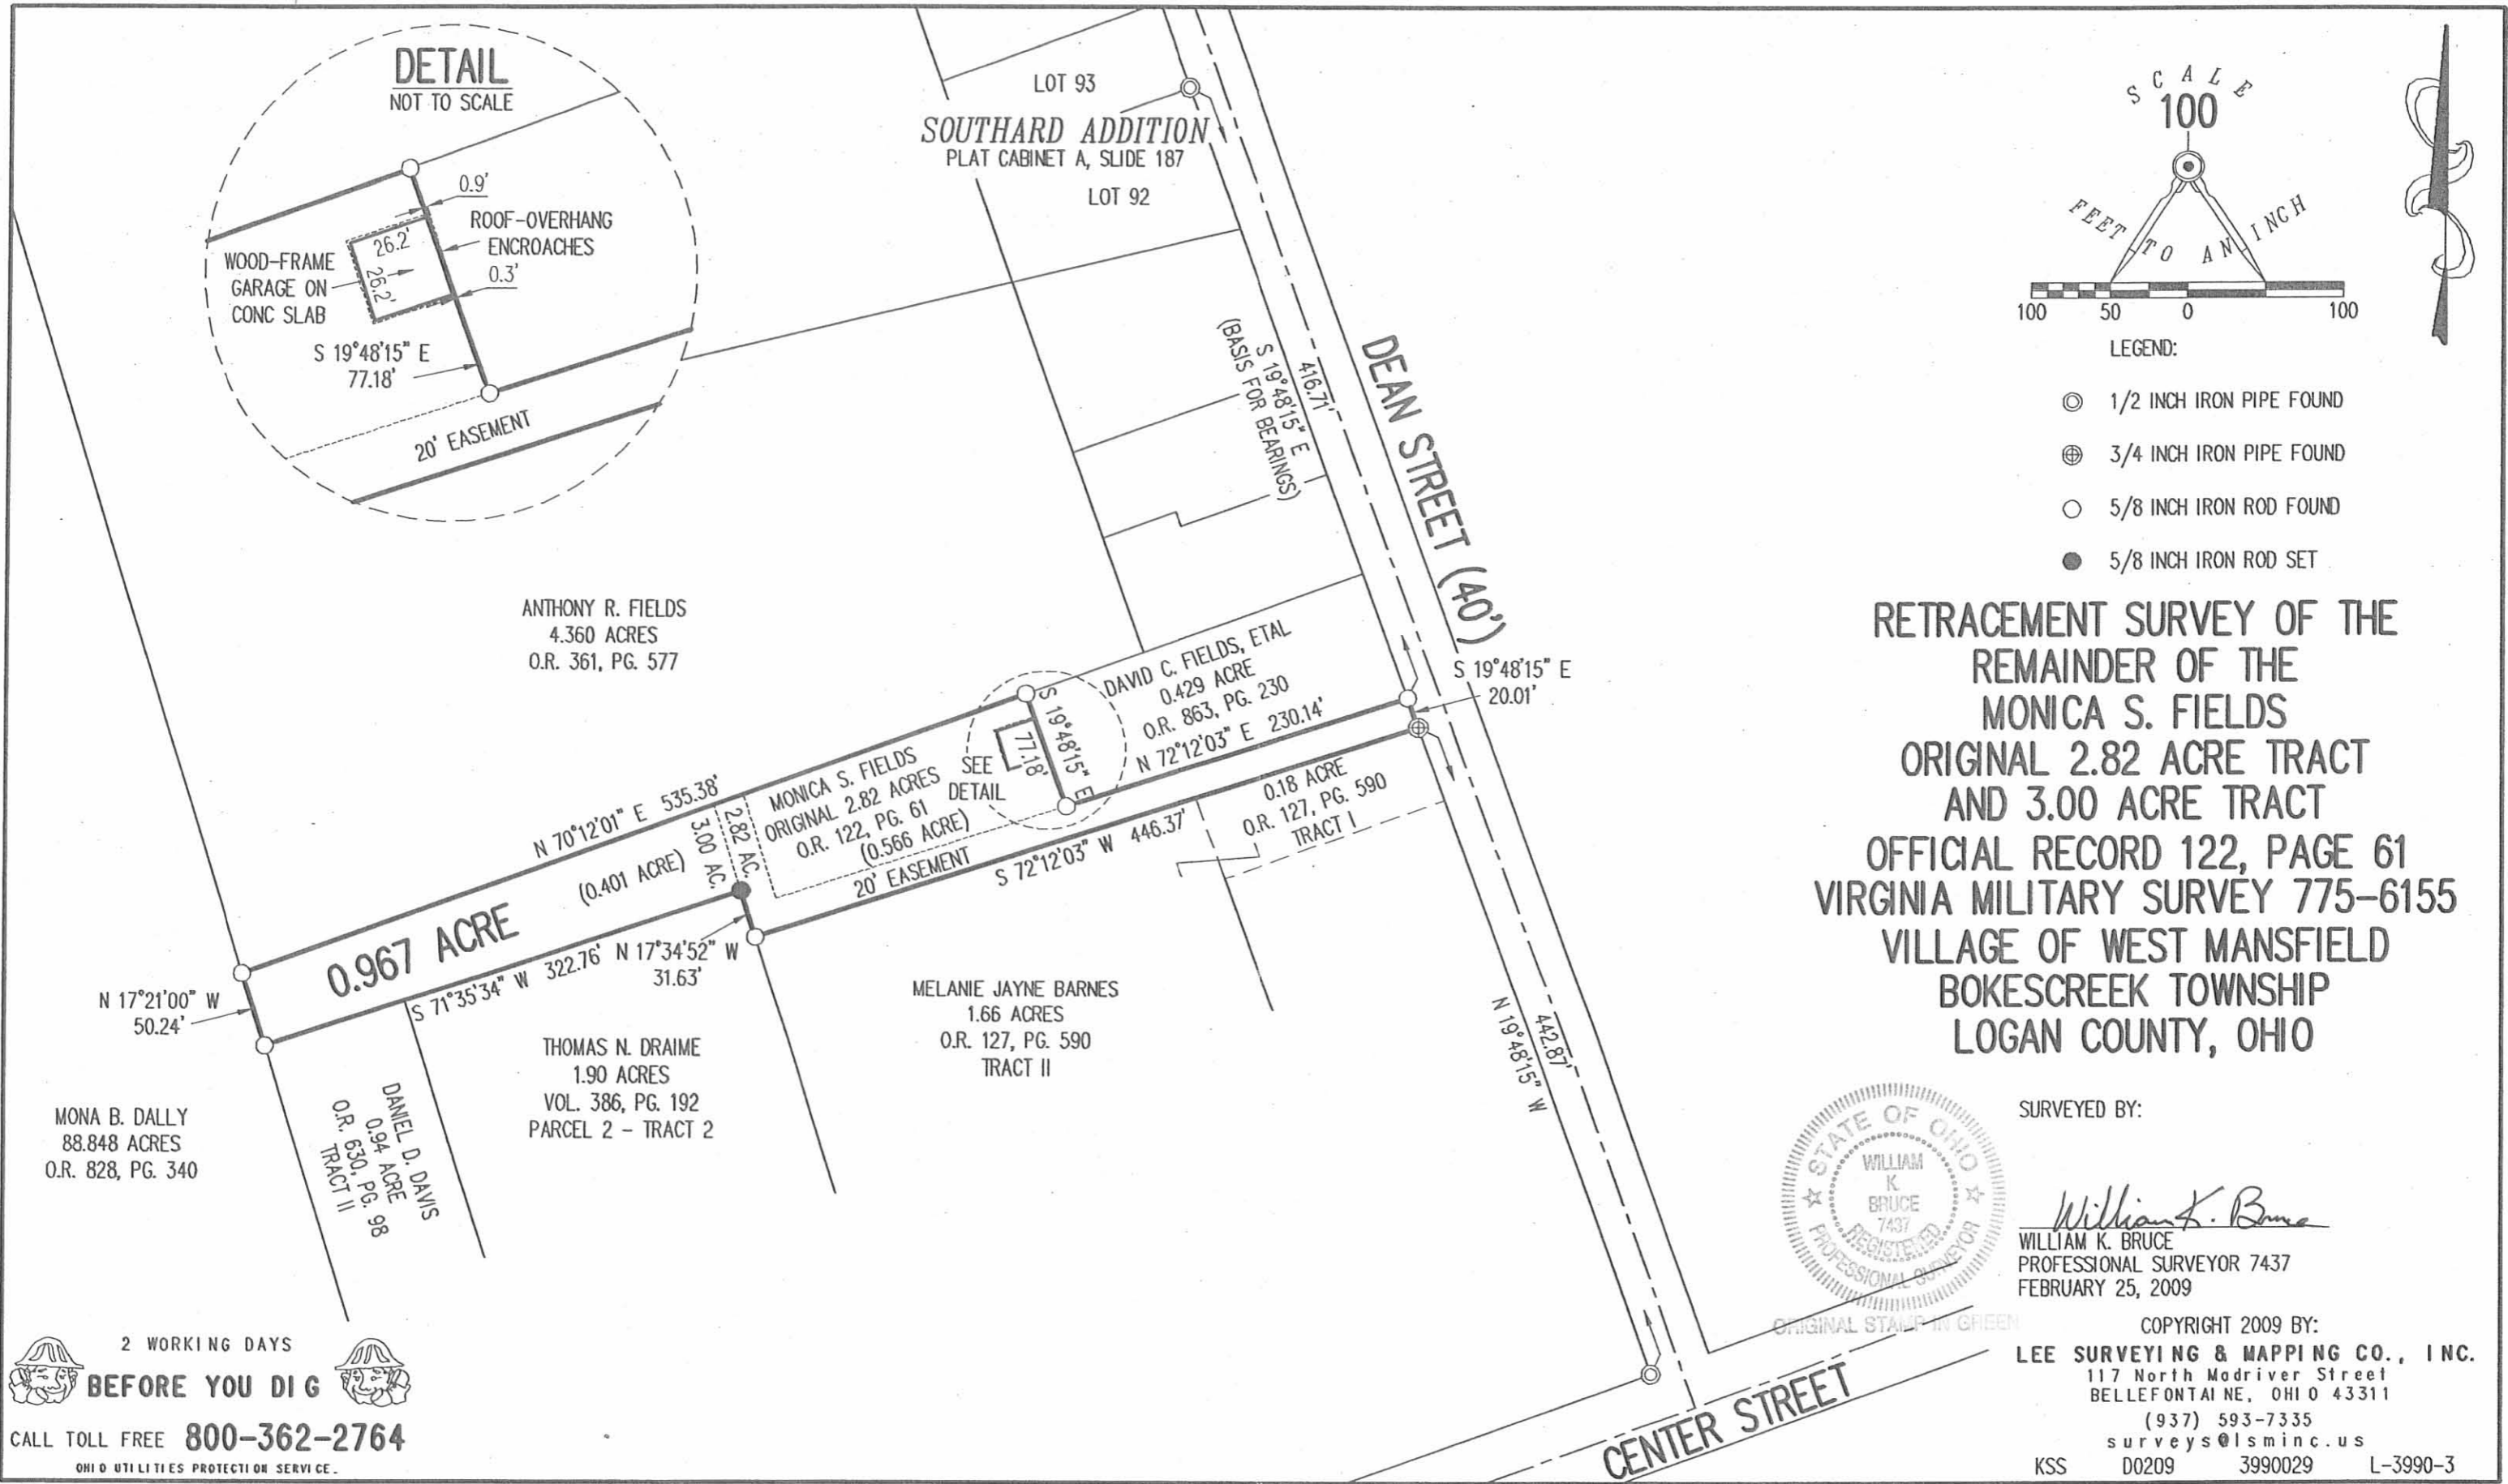 DETAIL
NOT TO SCALE
0.9'
ROOF-OVERHANG
ENCROACHES
26.2'
26.2'
0.3'
WOOD-FRAME
GARAGE ON
CONC SLAB
S 19°48'15" E
77.18'
20' EASEMENT
LOT 93
SOUTHARD ADDITION
PLAT CABINET A, SLIDE 187
LOT 92
416.71'
S 19°48'15" E
(BASIS FOR BEARINGS)
DEAN STREET (40')
ANTHONY R. FIELDS
4.360 ACRES
O.R. 361, PG. 577
DAVID C. FIELDS, ETAL
0.429 ACRE
O.R. 863, PG. 230
N 72°12'03" E 230.14'
S 19°48'15" E
20.01'
S 19°48'15" E
77.18'
SEE
DETAIL
MONICA S. FIELDS
ORIGINAL 2.82 ACRES
O.R. 122, PG. 61
(0.566 ACRE)
N 70°12'01" E 535.38'
2.82 AC.
3.00 AC.
(0.401 ACRE)
0.967 ACRE
20' EASEMENT
S 72°12'03" W 446.37'
0.18 ACRE
O.R. 127, PG. 590
TRACT I
S 71°35'34" W 322.76'
N 17°34'52" W
31.63'
N 17°21'00" W
50.24'
MELANIE JAYNE BARNES
1.66 ACRES
O.R. 127, PG. 590
TRACT II
THOMAS N. DRAIME
1.90 ACRES
VOL. 386, PG. 192
PARCEL 2 - TRACT 2
DANIEL D. DAVIS
0.94 ACRE
O.R. 630, PG. 98
TRACT II
MONA B. DALLY
88.848 ACRES
O.R. 828, PG. 340
442.87'
N 19°48'15" W
CENTER STREET
2 WORKING DAYS
BEFORE YOU DIG
CALL TOLL FREE 800-362-2764
OHIO UTILITIES PROTECTION SERVICE.
SCALE
100
FEET TO AN INCH
100 50 0 100
LEGEND:
1/2 INCH IRON PIPE FOUND
3/4 INCH IRON PIPE FOUND
5/8 INCH IRON ROD FOUND
5/8 INCH IRON ROD SET
RETRACEMENT SURVEY OF THE
REMAINDER OF THE
MONICA S. FIELDS
ORIGINAL 2.82 ACRE TRACT
AND 3.00 ACRE TRACT
OFFICIAL RECORD 122, PAGE 61
VIRGINIA MILITARY SURVEY 775-6155
VILLAGE OF WEST MANSFIELD
BOKESCREEK TOWNSHIP
LOGAN COUNTY, OHIO
STATE OF OHIO
WILLIAM
K
BRUCE
7437
REGISTERED
PROFESSIONAL SURVEYOR
ORIGINAL STAMP IN GREEN
SURVEYED BY:
William K. Bruce
WILLIAM K. BRUCE
PROFESSIONAL SURVEYOR 7437
FEBRUARY 25, 2009
COPYRIGHT 2009 BY:
LEE SURVEYING & MAPPING CO., INC.
117 North Madriver Street
BELLEFONTAINE, OHIO 43311
(937) 593-7335
surveys@lsminc.us
KSS D0209 3990029 L-3990-3